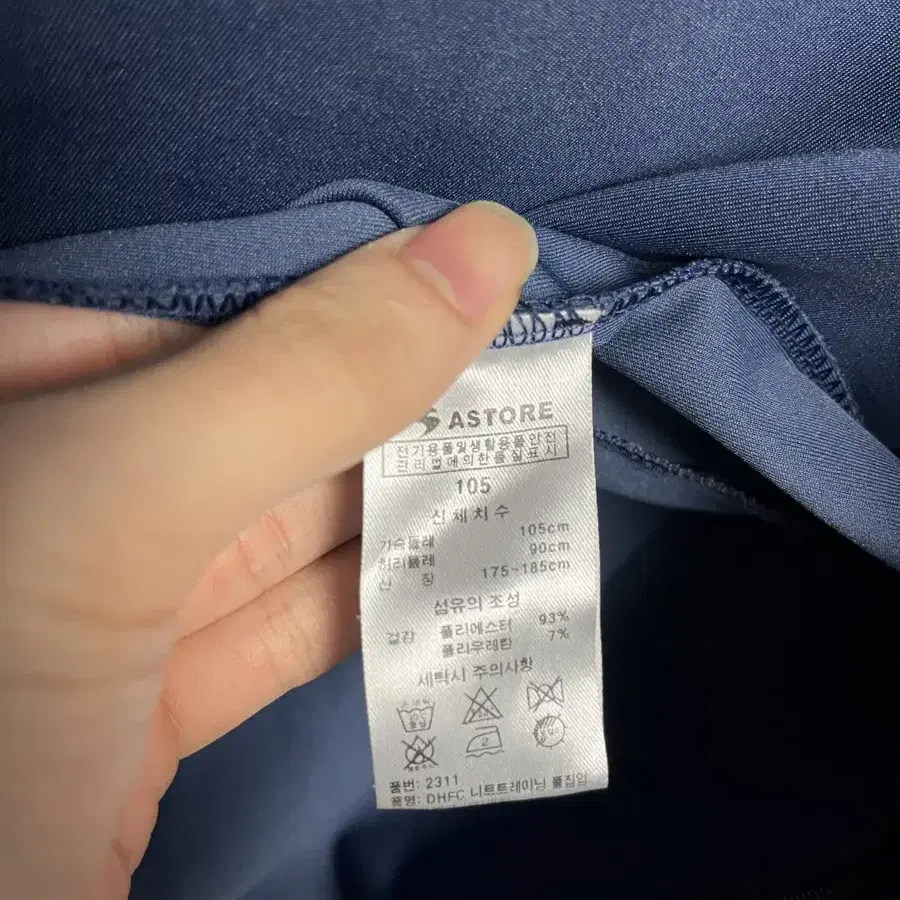 ASTORE
전기용품및생활용품안전
관리법에의한품질표시
105
신체치수
가슴둘레 105cm
허리둘레 90cm
신 장 175~185cm
섬유의 조성
겉감 폴리에스터 93%
폴리우레탄 7%
세탁시 주의사항
2
품번: 2311
품명: DHFC 니트트레이닝 풀집업